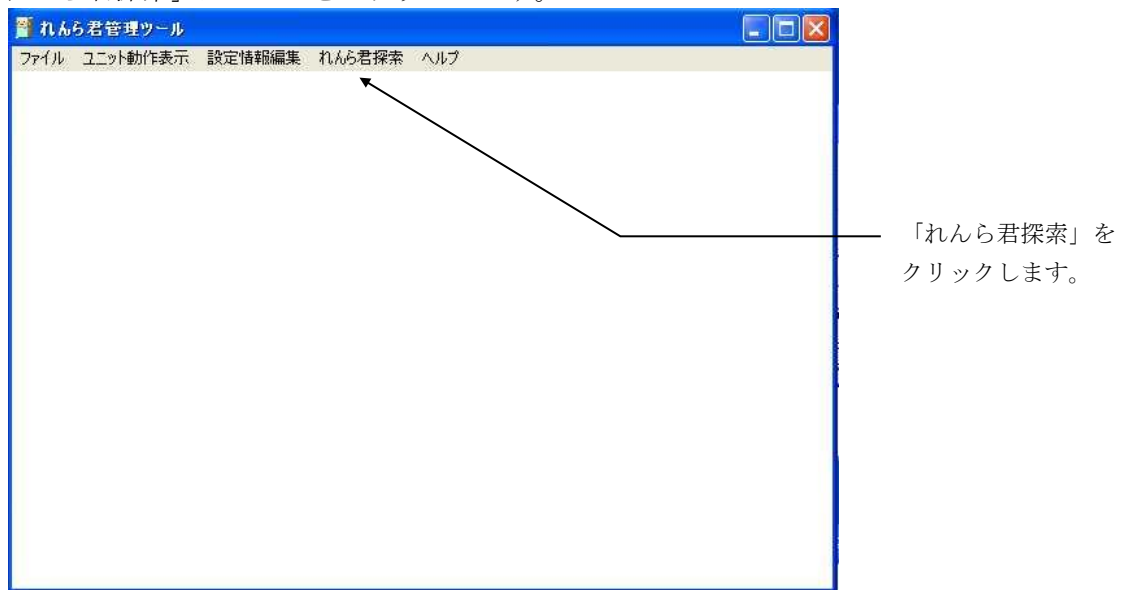 れんら君管理ツール
ファイル ユニット動作表示 設定情報編集 れんら君探索 ヘルプ
「れんら君探索」を
クリックします。